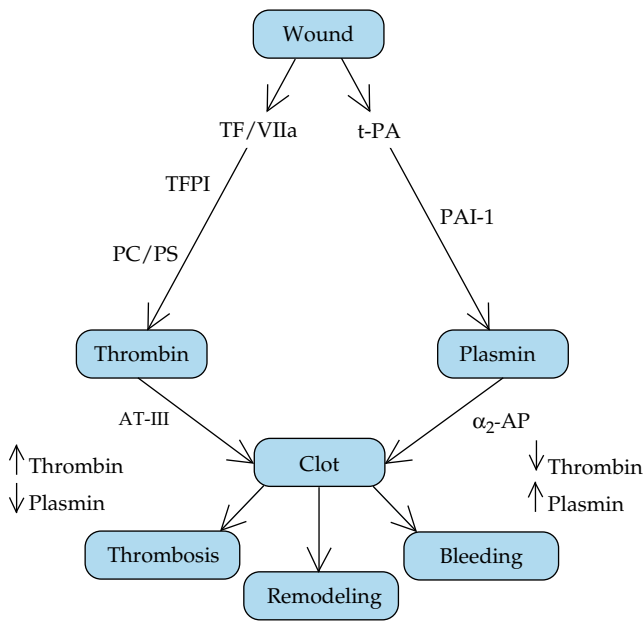 Wound
TF/VIIa
t-PA
TFPI
PAI-1
PC/PS
Thrombin
Plasmin
AT-III
α₂-AP
Clot
↑ Thrombin
↓ Plasmin
↓ Thrombin
↑ Plasmin
Thrombosis
Bleeding
Remodeling